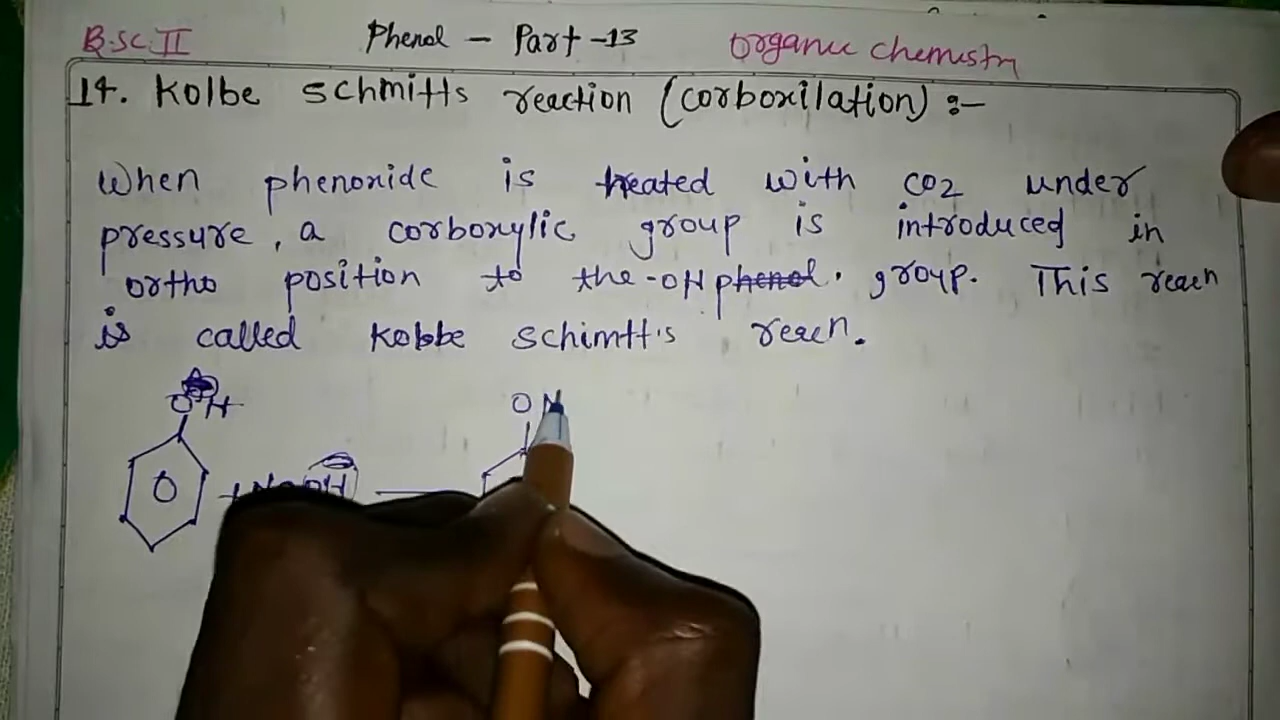 B.SC.II Phenol - Part-13 Organic Chemistry
14. Kolbe Schmitts reaction (corboxilation) :-
When phenoxide is treated with CO2 under
pressure, a corboxylic group is introduced in
ortho position to the -OH phenol. group. This reacn
is called Kolbe Schimtt's reacn.
OH O N
+ NaOH